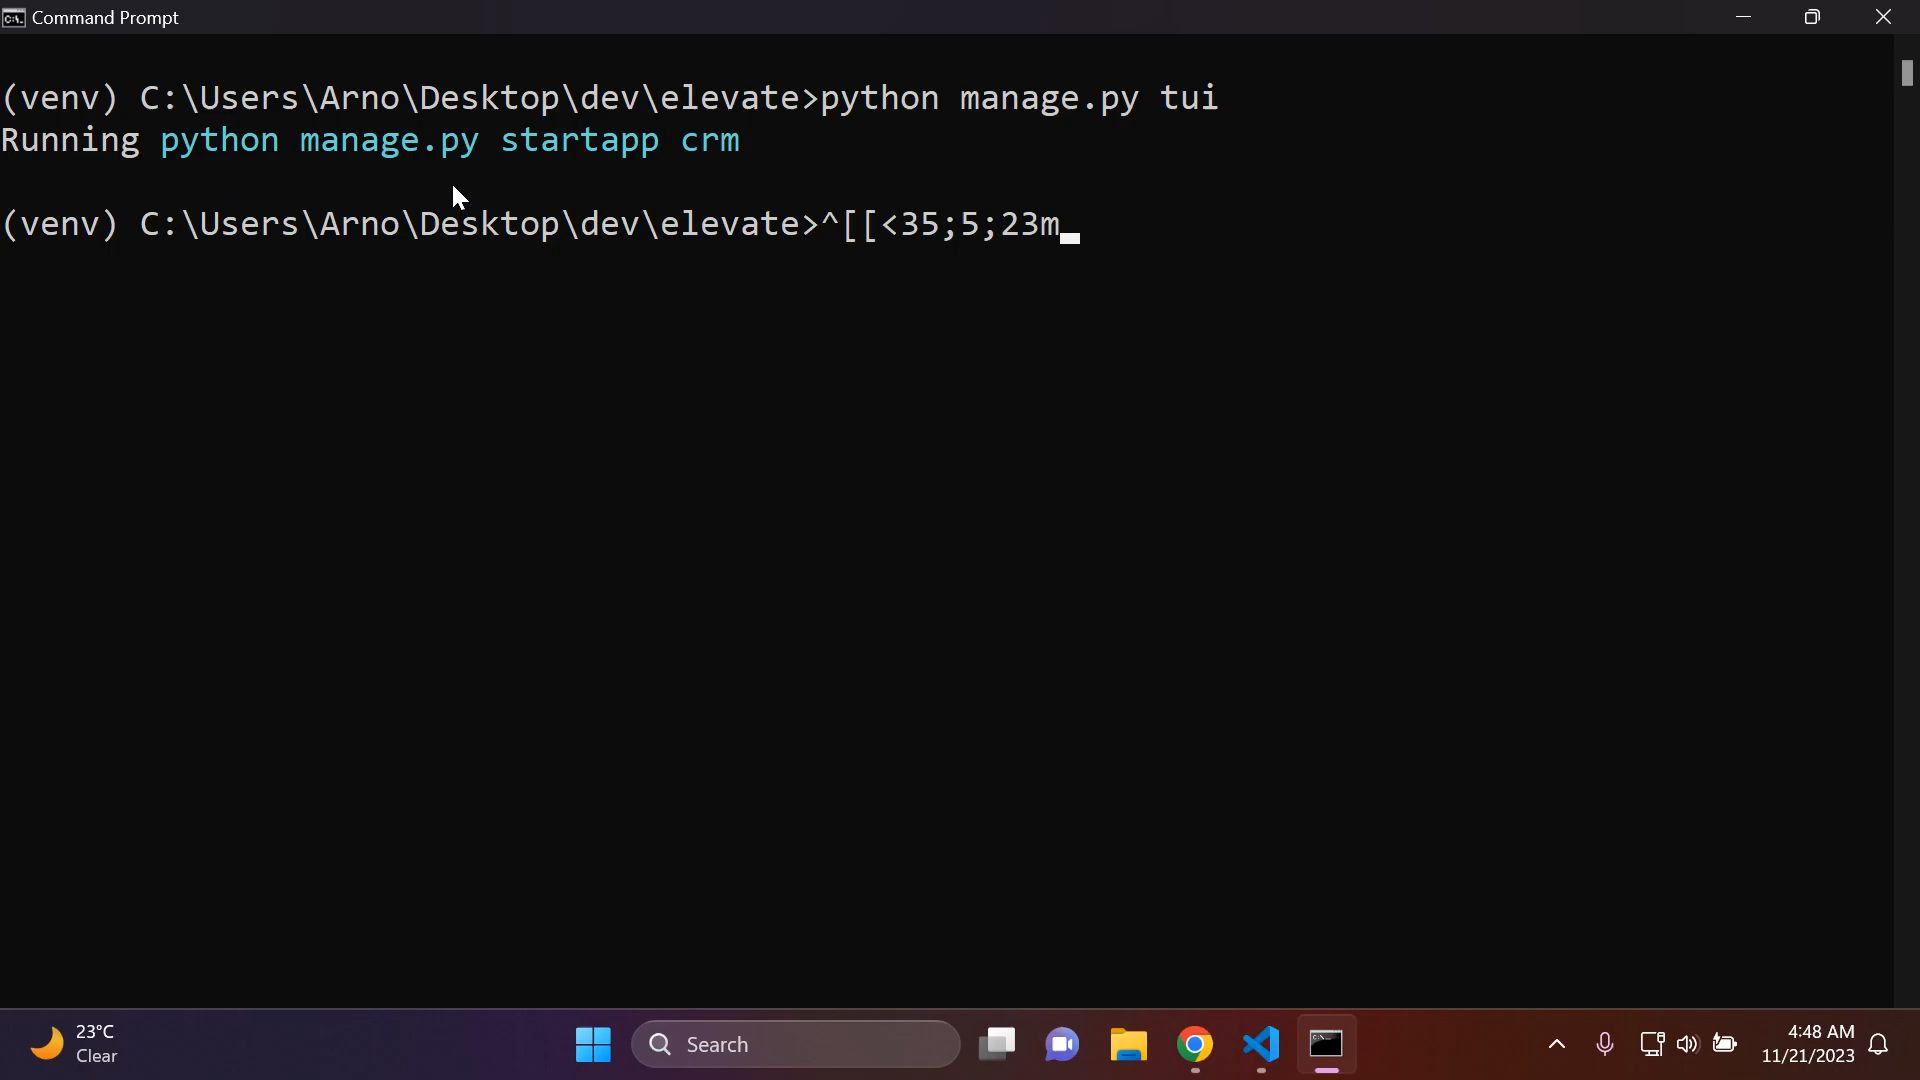 Command Prompt
(venv) C:\Users\Arno\Desktop\dev\elevate>python manage.py tui
Running python manage.py startapp crm
(venv) C:\Users\Arno\Desktop\dev\elevate>^[[<35;5;23m
23°C
Clear
Search
4:48 AM
11/21/2023